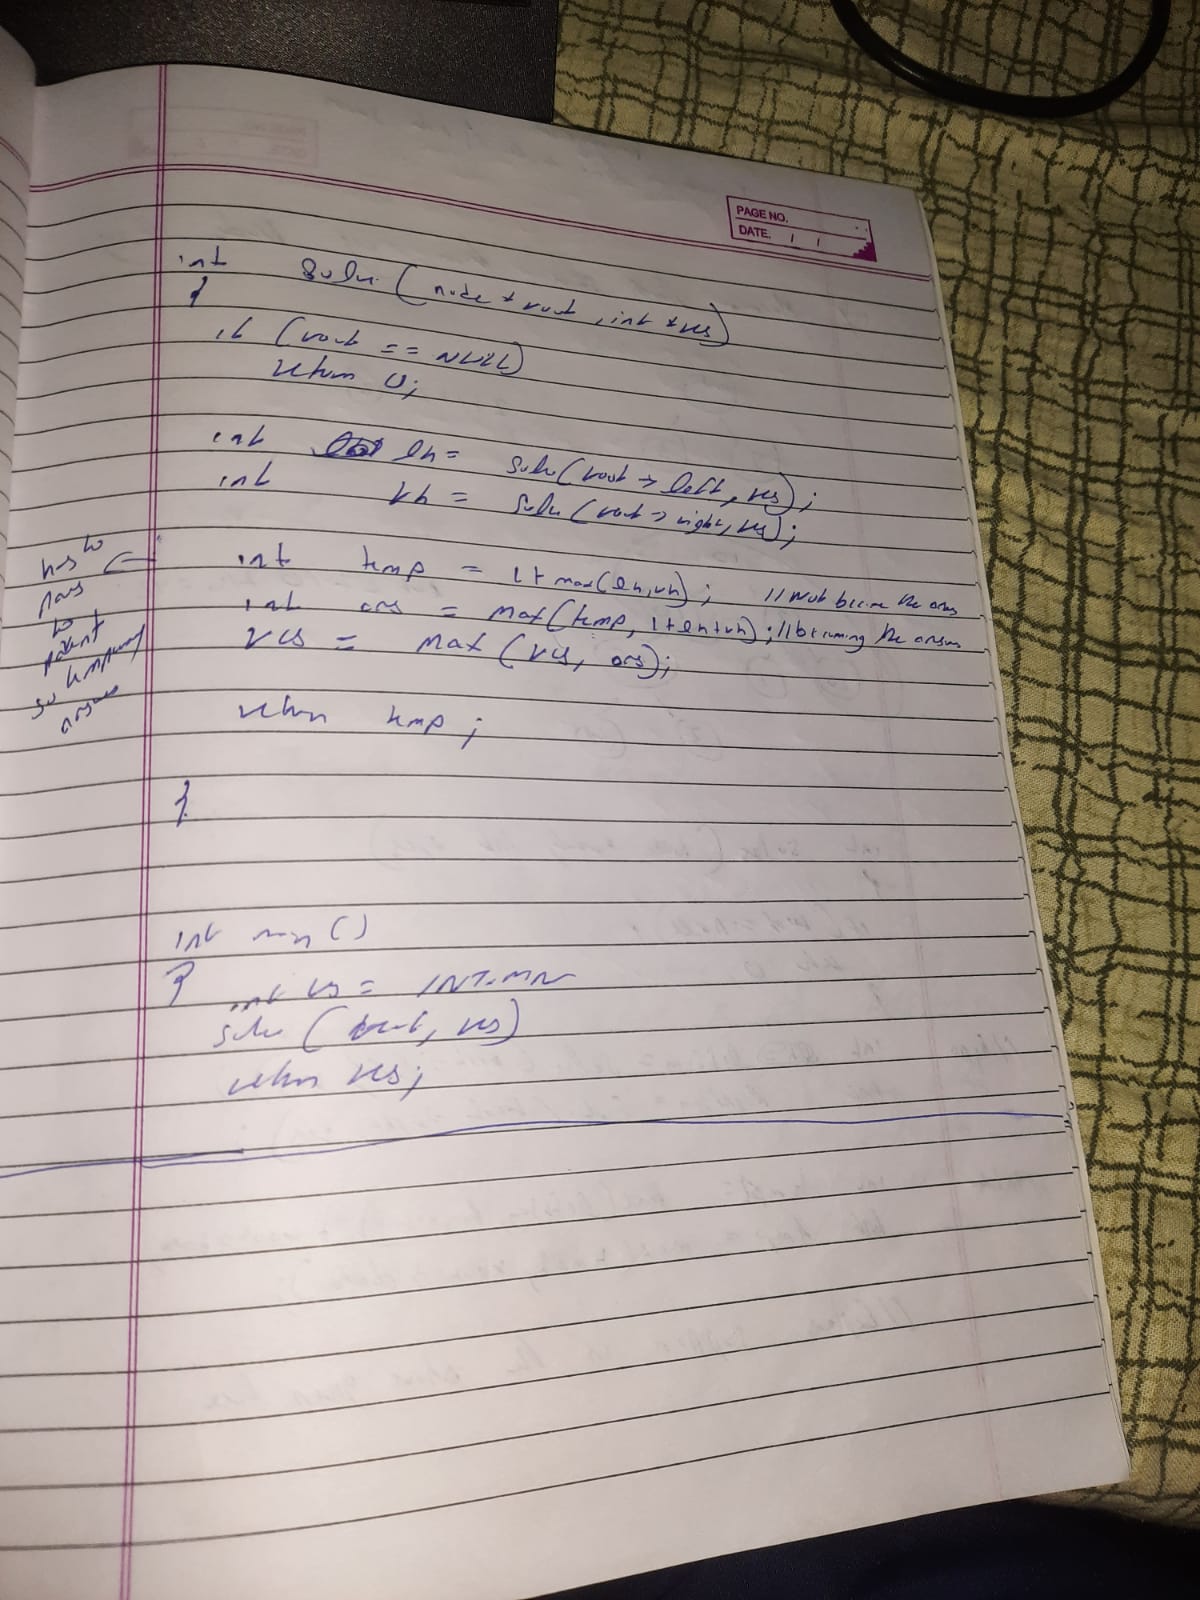 PAGE NO.
DATE. / /
int solve (node * root, int * res)
{
if (root == NULL)
return 0;
int lh = solve (root -> left, res);
int rh = solve (root -> right, res);
int temp = 1 + max(lh, rh); // not become the ans
int ans = max (temp, 1+lh+rh); // becoming the answer
res = max (res, ans);
return temp;
}
has to
pass
to
parent
so temporary
answer
int main ()
{
int res = INT_MIN
solve (root, res)
return res;